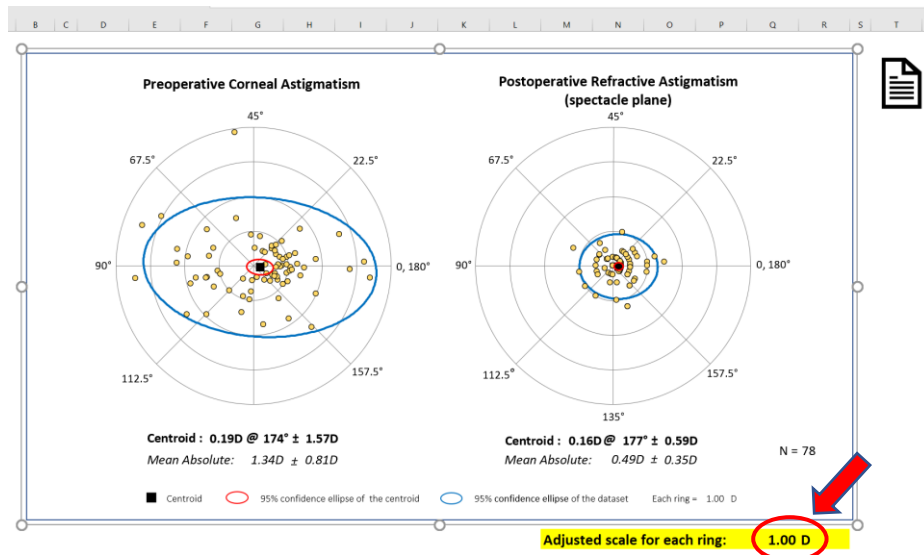 B C D E F G H I J K L M N O P Q R S T
Preoperative Corneal Astigmatism
45°
67.5°
22.5°
90°
0, 180°
112.5°
157.5°
Centroid : 0.19D @ 174° ± 1.57D
Mean Absolute: 1.34D ± 0.81D
Postoperative Refractive Astigmatism
(spectacle plane)
45°
67.5°
22.5°
90°
0, 180°
112.5°
157.5°
135°
Centroid : 0.16D @ 177° ± 0.59D
Mean Absolute: 0.49D ± 0.35D
N = 78
Centroid 95% confidence ellipse of the centroid 95% confidence ellipse of the dataset Each ring = 1.00 D
Adjusted scale for each ring: 1.00 D